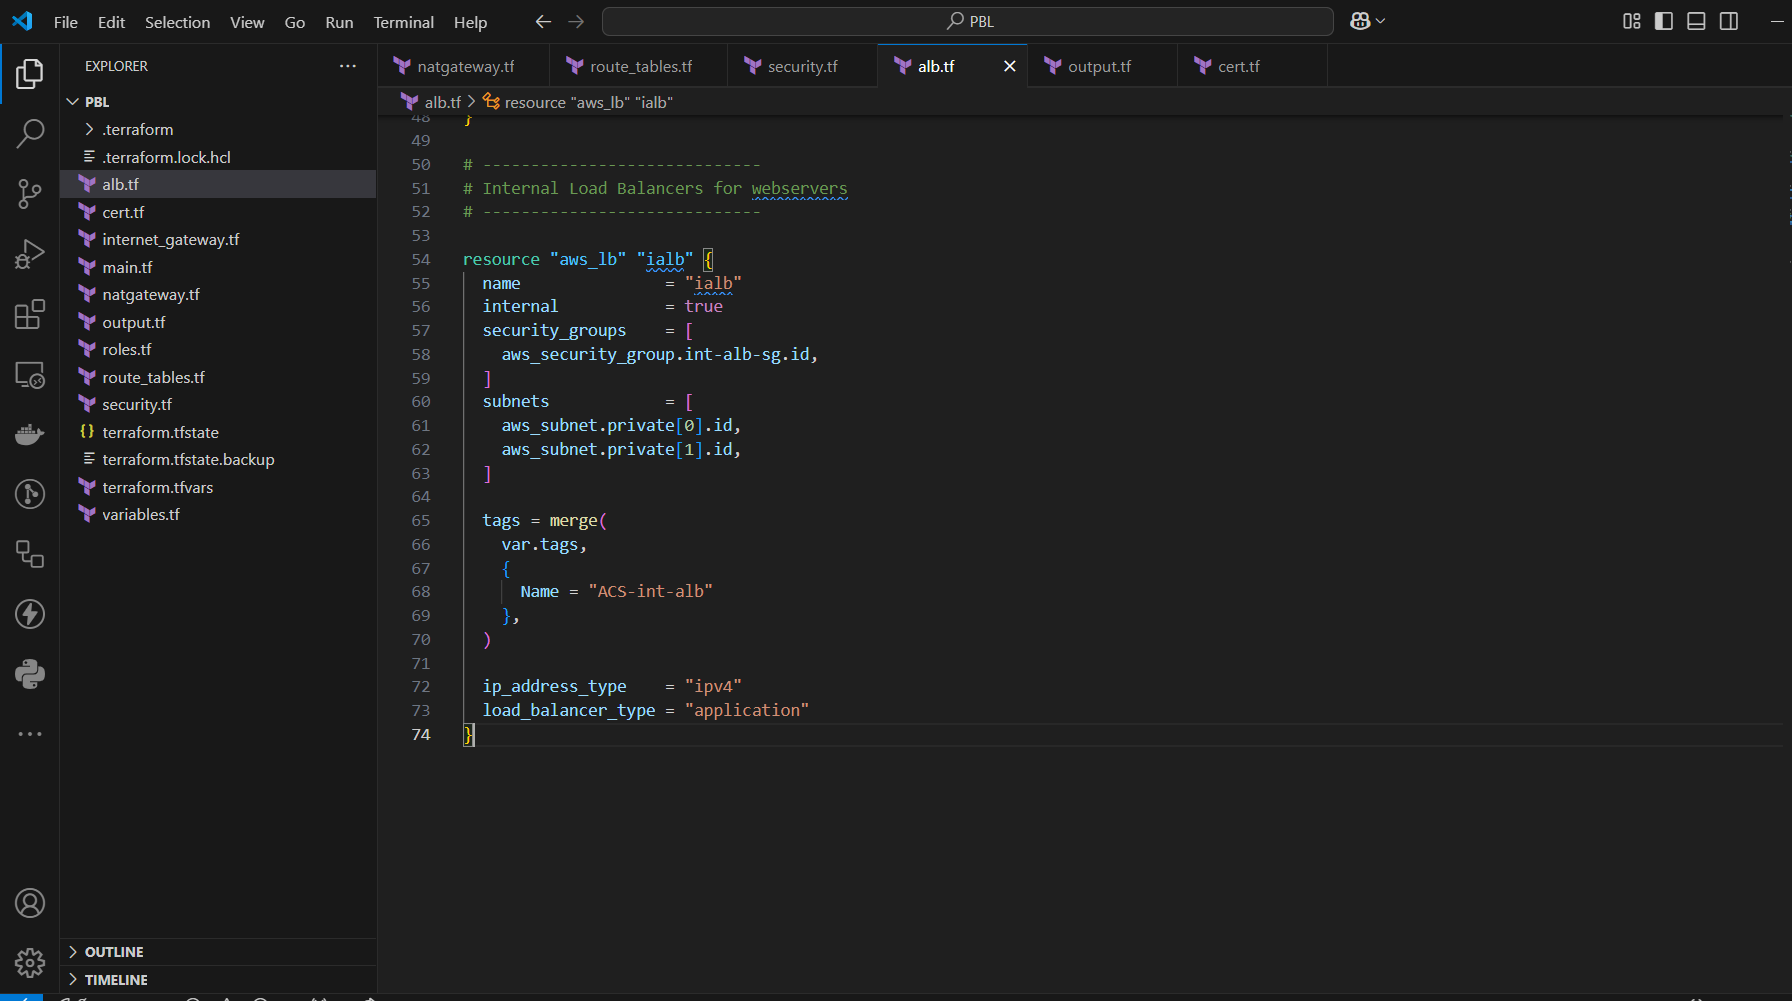 File Edit Selection View Go Run Terminal Help
PBL
EXPLORER
PBL
.terraform
.terraform.lock.hcl
alb.tf
cert.tf
internet_gateway.tf
main.tf
natgateway.tf
output.tf
roles.tf
route_tables.tf
security.tf
terraform.tfstate
terraform.tfstate.backup
terraform.tfvars
variables.tf
OUTLINE
TIMELINE
natgateway.tf route_tables.tf security.tf alb.tf output.tf cert.tf
alb.tf > resource "aws_lb" "ialb"
48 }
49
50 # -----------------------------
51 # Internal Load Balancers for webservers
52 # -----------------------------
53
54 resource "aws_lb" "ialb" {
55 name = "ialb"
56 internal = true
57 security_groups = [
58 aws_security_group.int-alb-sg.id,
59 ]
60 subnets = [
61 aws_subnet.private[0].id,
62 aws_subnet.private[1].id,
63 ]
64
65 tags = merge(
66 var.tags,
67 {
68 Name = "ACS-int-alb"
69 },
70 )
71
72 ip_address_type = "ipv4"
73 load_balancer_type = "application"
74 }